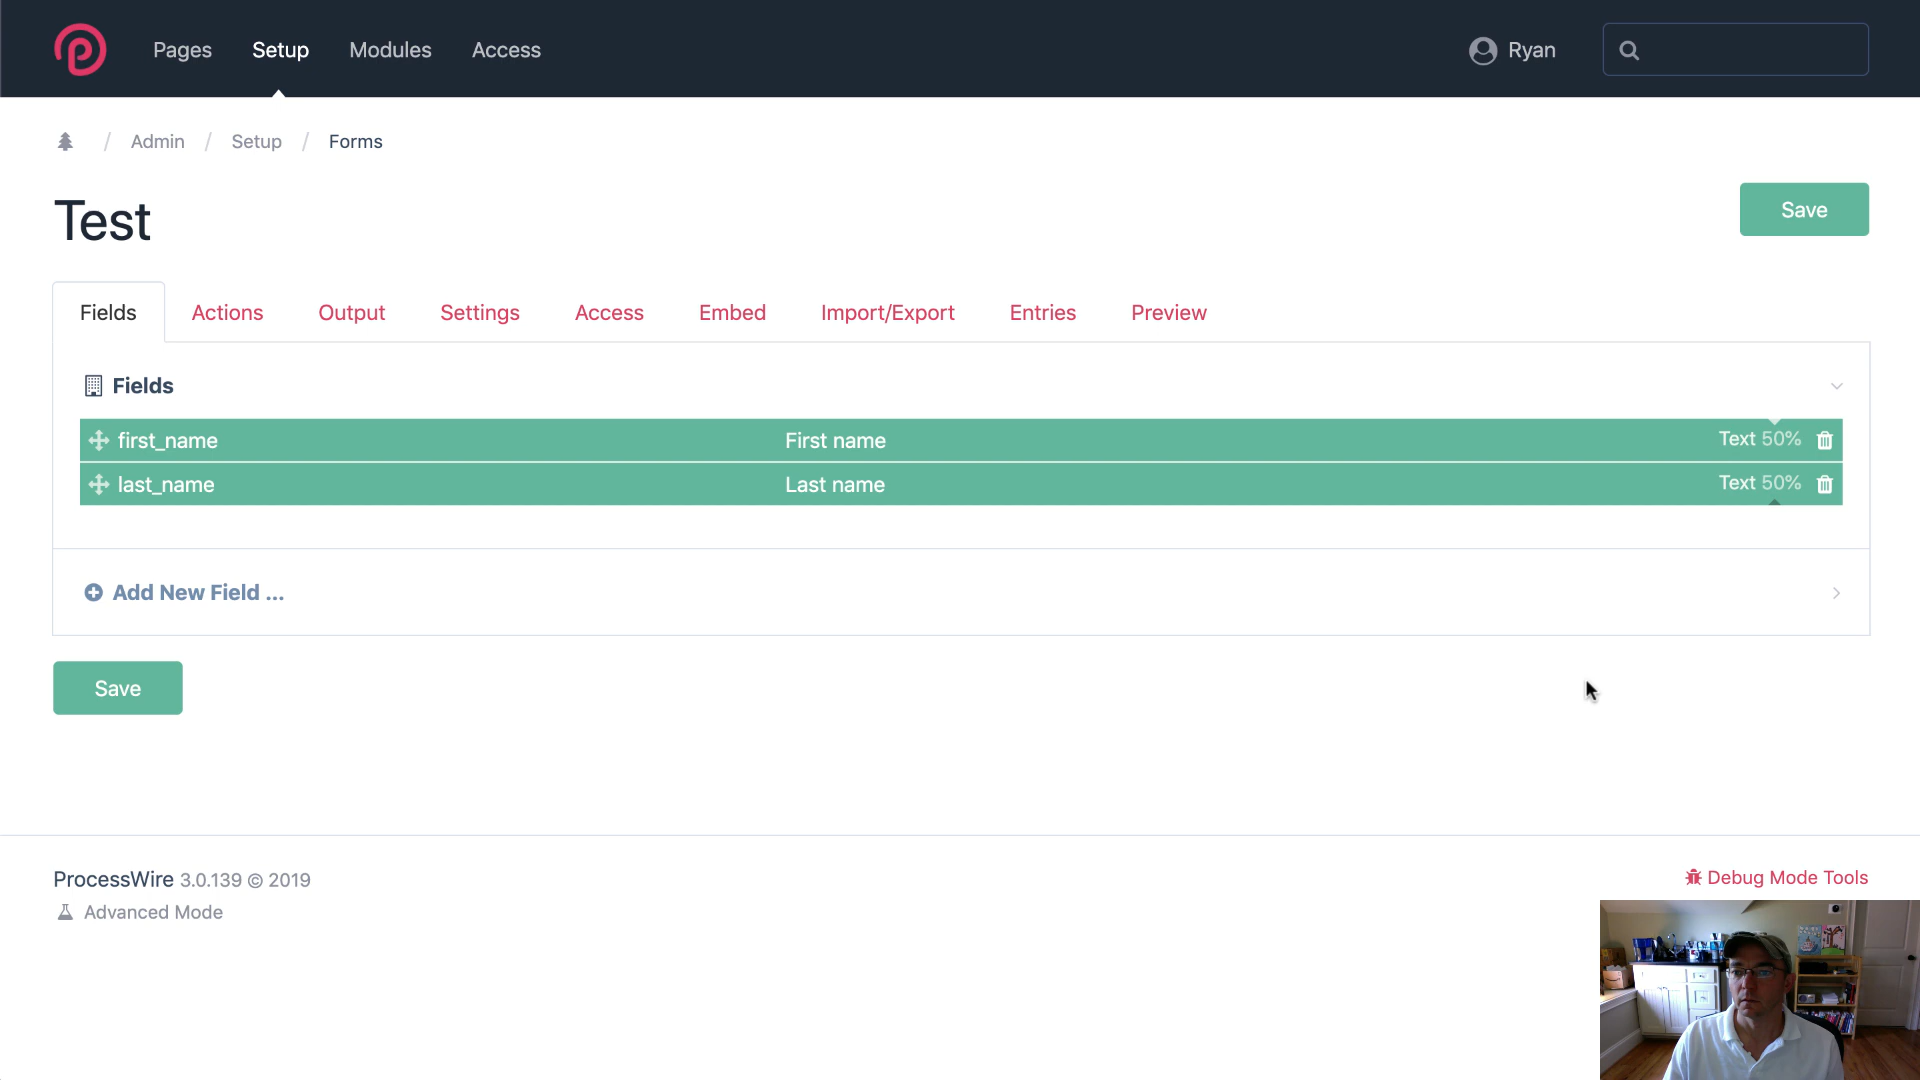 Pages Setup Modules Access Ryan
/ Admin / Setup / Forms
Test
Save
Fields Actions Output Settings Access Embed Import/Export Entries Preview
Fields
first_name First name Text 50%
last_name Last name Text 50%
Add New Field ...
Save
ProcessWire 3.0.139 © 2019
Debug Mode Tools
Advanced Mode